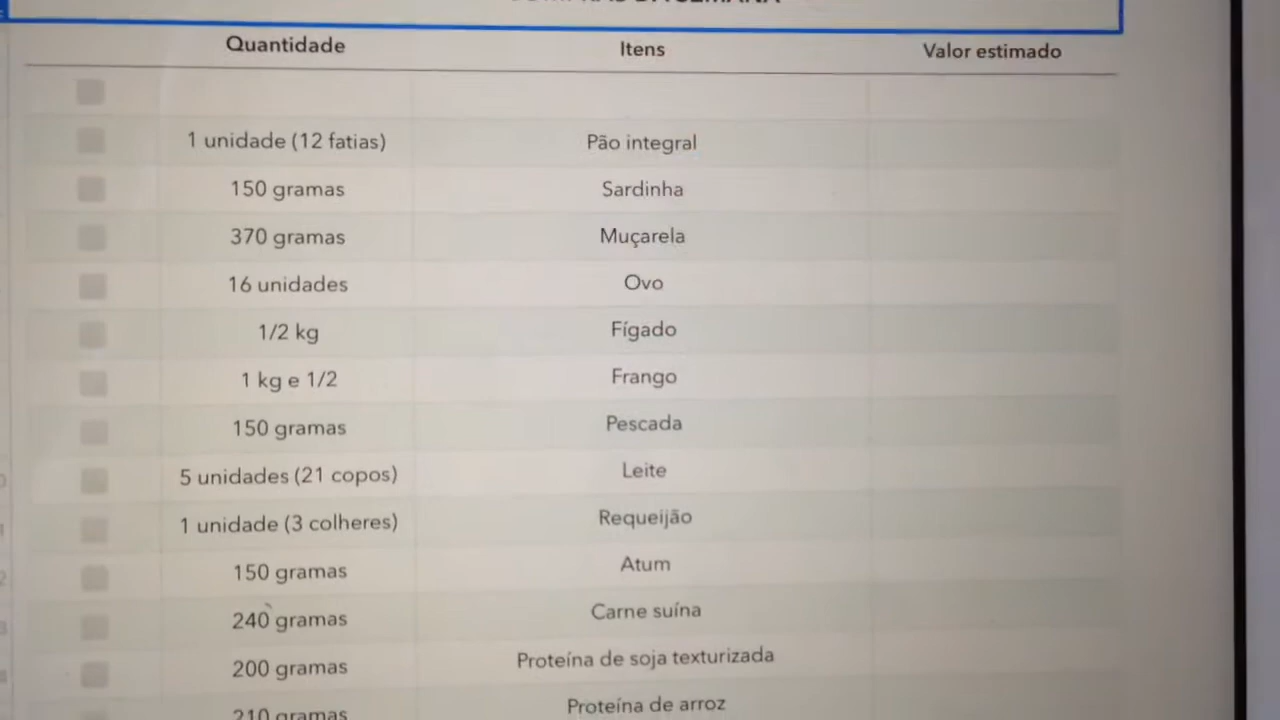 Quantidade Itens Valor estimado
1 unidade (12 fatias) Pão integral
150 gramas Sardinha
370 gramas Muçarela
16 unidades Ovo
1/2 kg Fígado
1 kg e 1/2 Frango
150 gramas Pescada
5 unidades (21 copos) Leite
1 unidade (3 colheres) Requeijão
150 gramas Atum
240 gramas Carne suína
200 gramas Proteína de soja texturizada
210 gramas Proteína de arroz